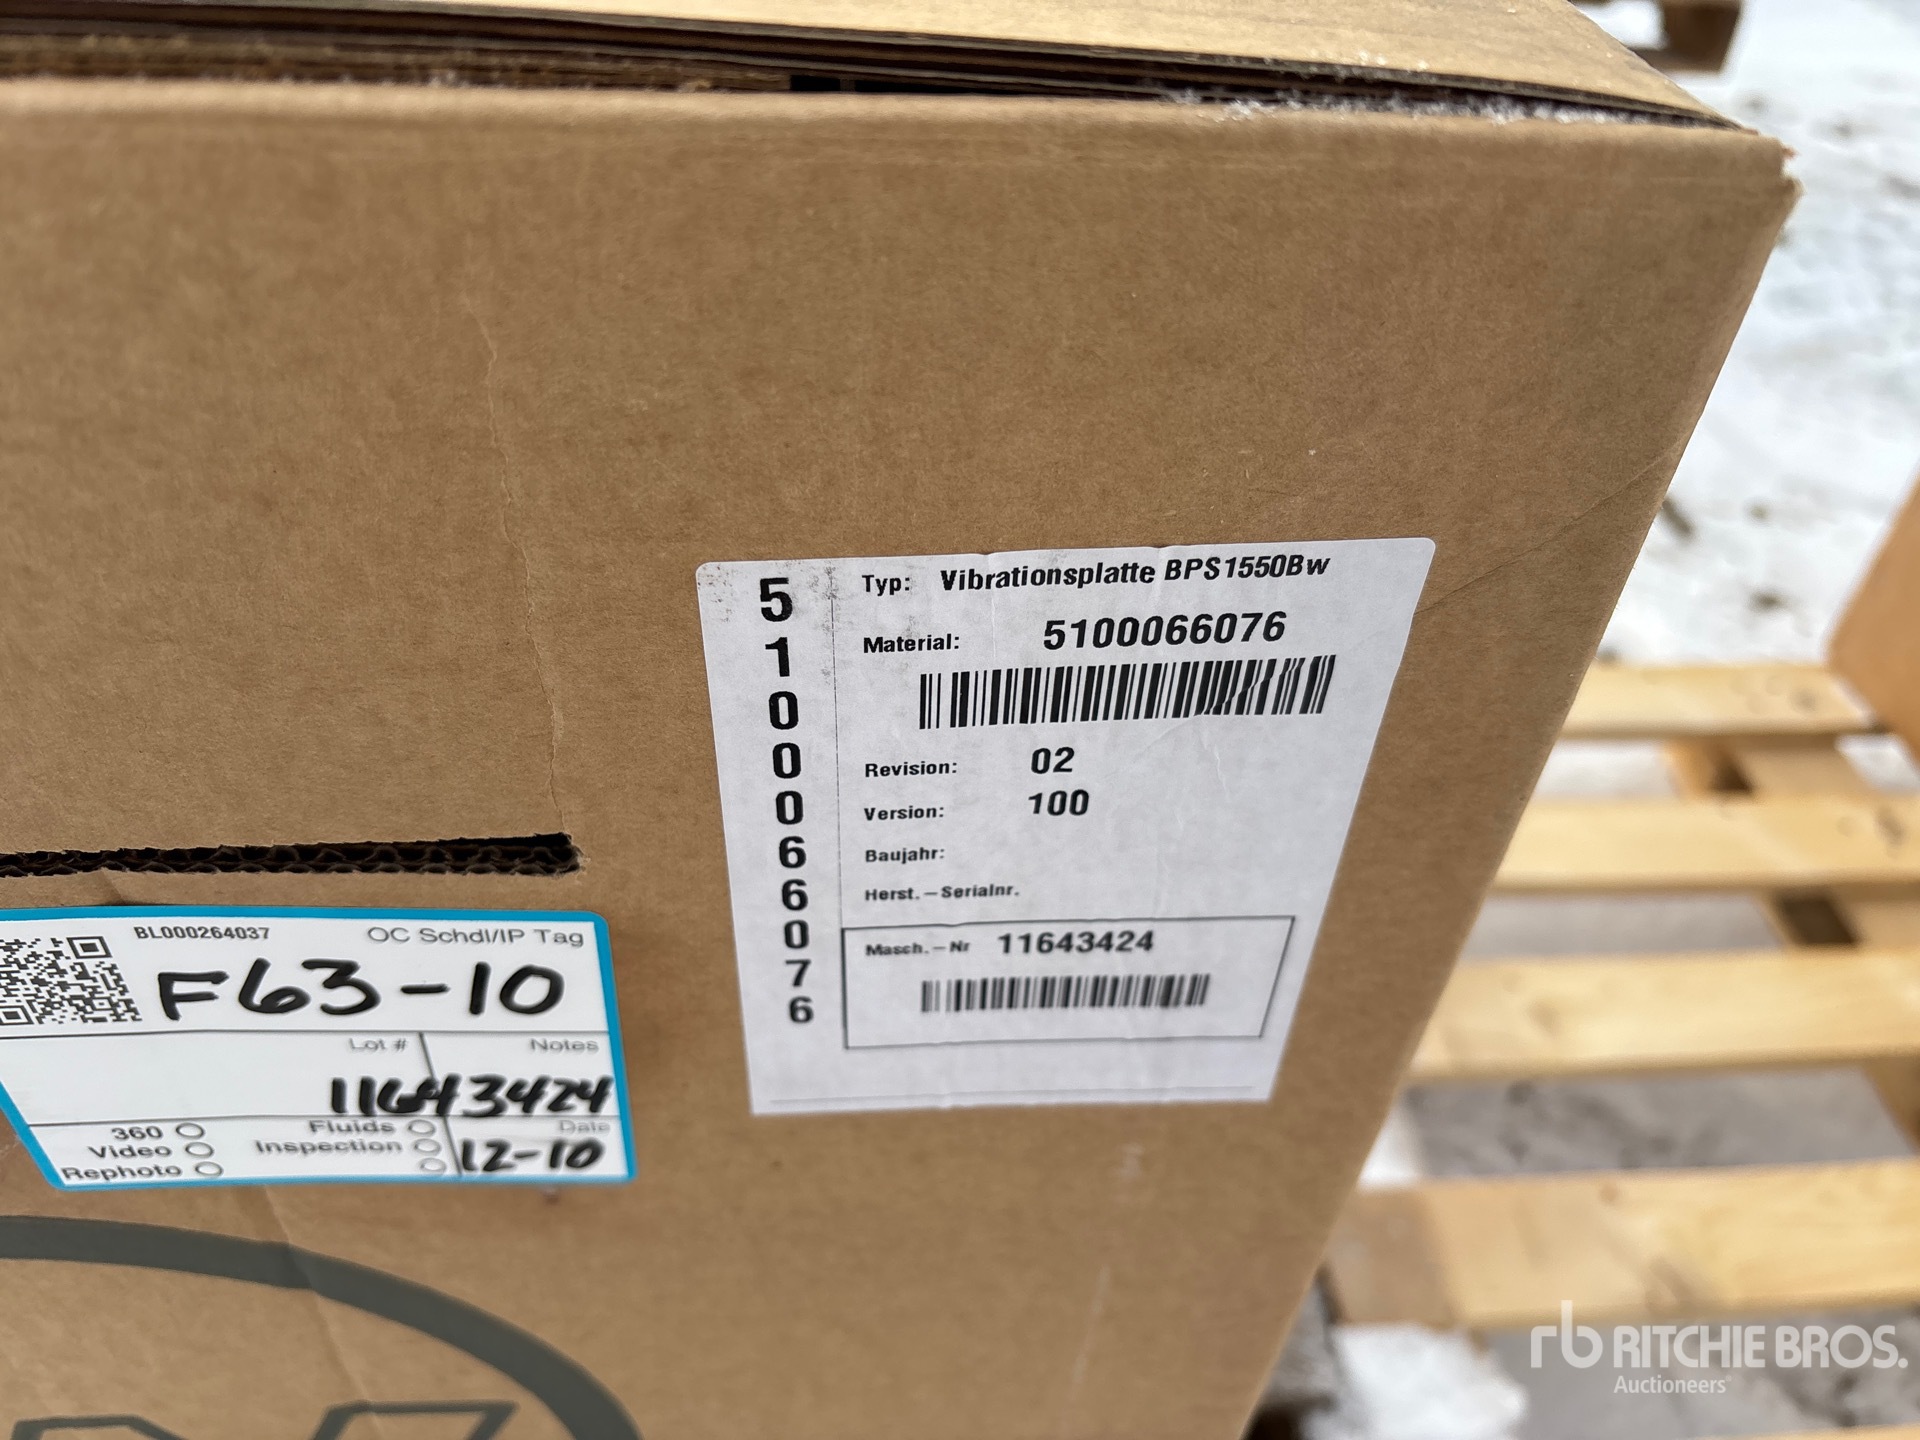 5100066076
Typ: Vibrationsplatte BPS1550Bw
Material: 5100066076
Revision: 02
Version: 100
Baujahr:
Herst.-Serialnr.
Masch.-Nr 11643424
BL000264037 OC Schdl/IP Tag
F63-10
Lot # Notes
11643424
360 Fluids Date
Video Inspection 12-10
Rephoto
rb RITCHIE BROS.
Auctioneers